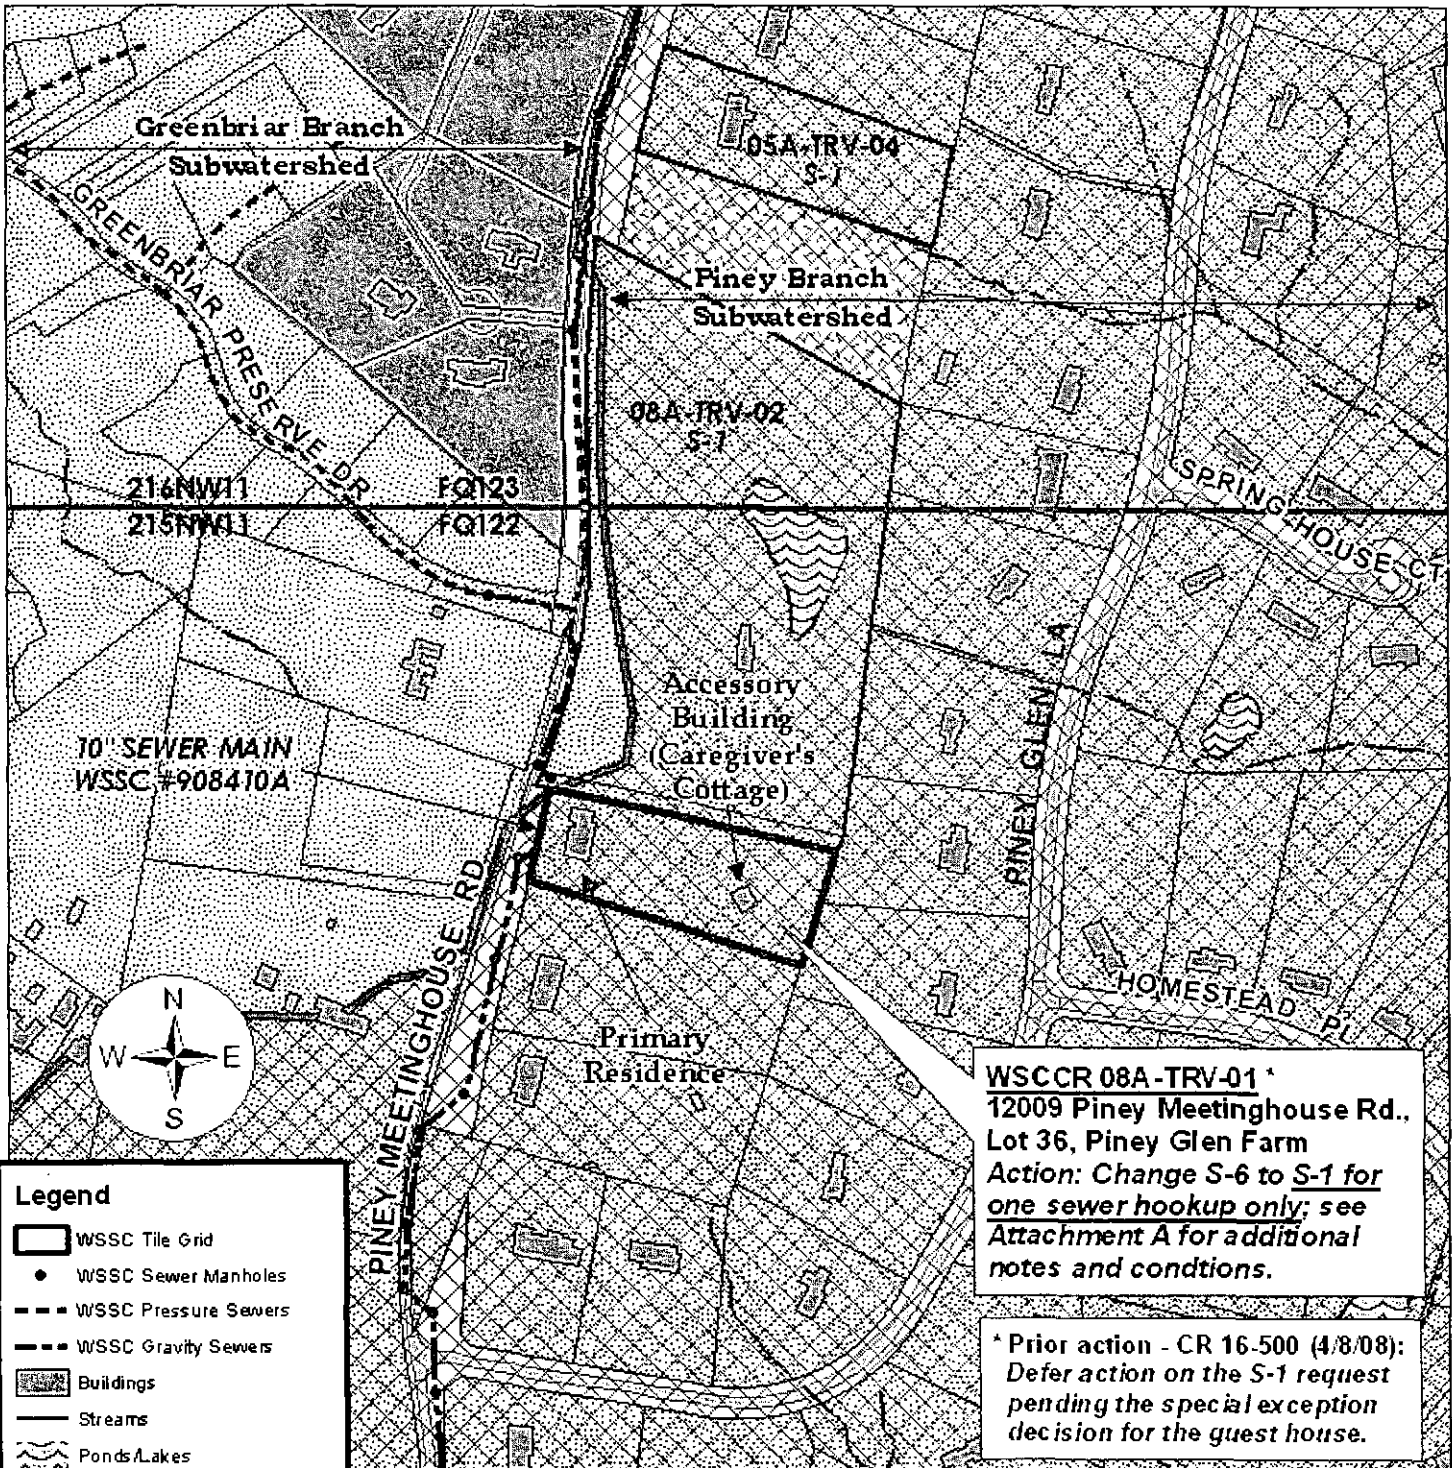 Greenbriar Branch
Subwatershed
05A-TRV-04
S-1
GREENBRIAR PRESERVE DR
Piney Branch
Subwatershed
08A-TRV-02
S-1
216NW11
FQ123
215NW11
FQ122
SPRING HOUSE CT
Accessory
Building
(Caregiver's
Cottage)
10" SEWER MAIN
WSSC #908410A
PINEY GLEN LA
PINEY MEETINGHOUSE RD
HOMESTEAD PL
N
W E
S
Primary
Residence
PINEY MEETINGHOUSE RD
WSCCR 08A-TRV-01 *
12009 Piney Meetinghouse Rd.,
Lot 36, Piney Glen Farm
Action: Change S-6 to S-1 for
one sewer hookup only; see
Attachment A for additional
notes and condtions.
* Prior action - CR 16-500 (4/8/08):
Defer action on the S-1 request
pending the special exception
decision for the guest house.
Legend
WSSC Tile Grid
WSSC Sewer Manholes
WSSC Pressure Sewers
WSSC Gravity Sewers
Buildings
Streams
Ponds/Lakes